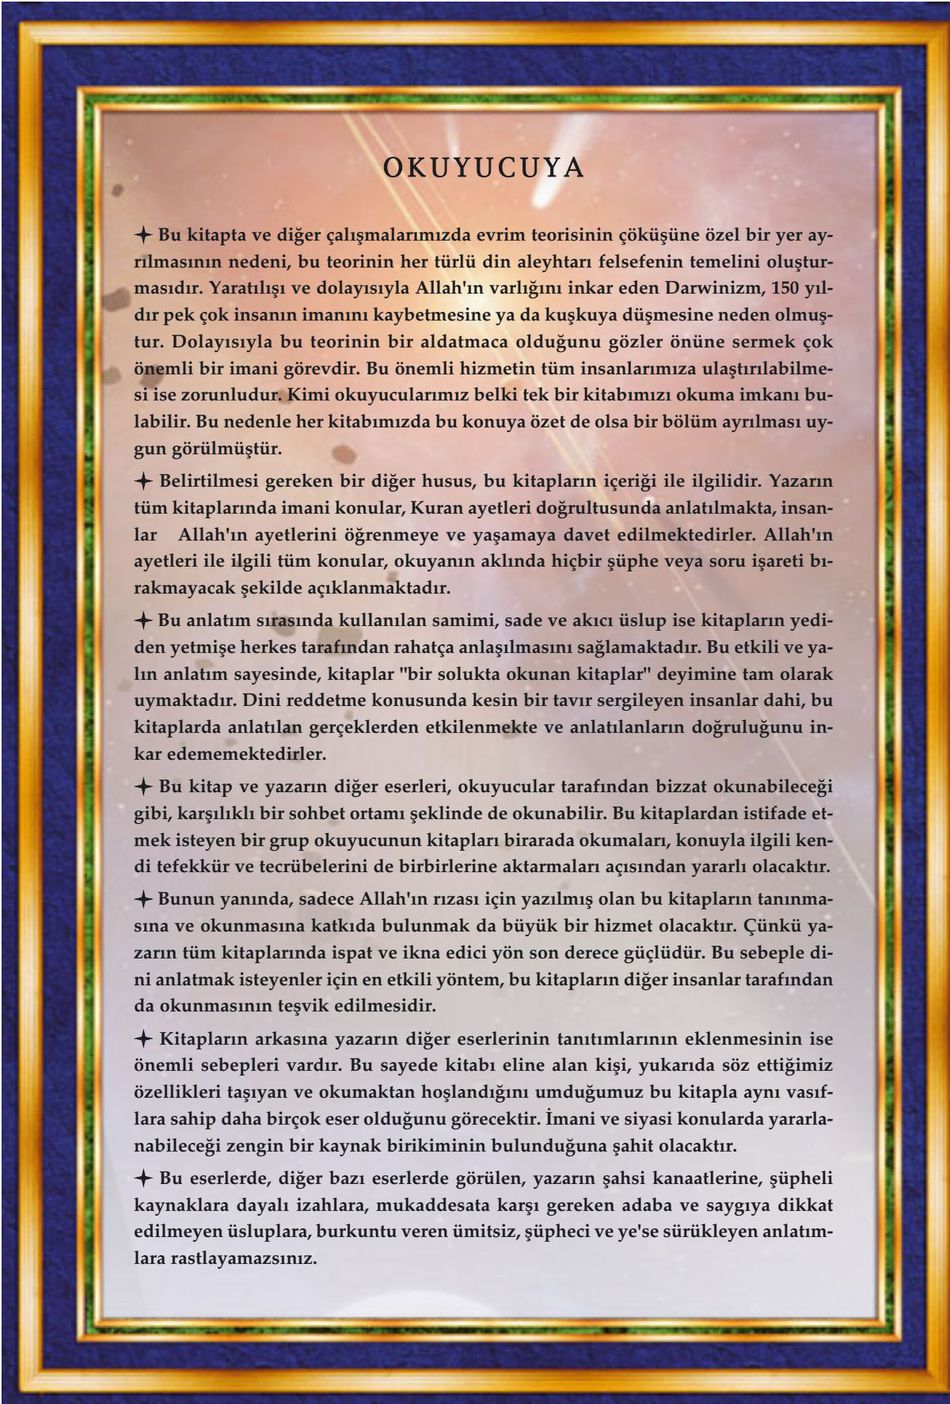 OKUYUCUYA
Bu kitapta ve diğer çalışmalarımızda evrim teorisinin çöküşüne özel bir yer ay-
rılmasının nedeni, bu teorinin her türlü din aleyhtarı felsefenin temelini oluştur-
masıdır. Yaratılışı ve dolayısıyla Allah'ın varlığını inkar eden Darwinizm, 150 yıl-
dır pek çok insanın imanını kaybetmesine ya da kuşkuya düşmesine neden olmuş-
tur. Dolayısıyla bu teorinin bir aldatmaca olduğunu gözler önüne sermek çok
önemli bir imani görevdir. Bu önemli hizmetin tüm insanlarımıza ulaştırılabilme-
si ise zorunludur. Kimi okuyucularımız belki tek bir kitabımızı okuma imkanı bu-
labilir. Bu nedenle her kitabımızda bu konuya özet de olsa bir bölüm ayrılması uy-
gun görülmüştür.
Belirtilmesi gereken bir diğer husus, bu kitapların içeriği ile ilgilidir. Yazarın
tüm kitaplarında imani konular, Kuran ayetleri doğrultusunda anlatılmakta, insan-
lar Allah'ın ayetlerini öğrenmeye ve yaşamaya davet edilmektedirler. Allah'ın
ayetleri ile ilgili tüm konular, okuyanın aklında hiçbir şüphe veya soru işareti bı-
rakmayacak şekilde açıklanmaktadır.
Bu anlatım sırasında kullanılan samimi, sade ve akıcı üslup ise kitapların yedi-
den yetmişe herkes tarafından rahatça anlaşılmasını sağlamaktadır. Bu etkili ve ya-
lın anlatım sayesinde, kitaplar "bir solukta okunan kitaplar" deyimine tam olarak
uymaktadır. Dini reddetme konusunda kesin bir tavır sergileyen insanlar dahi, bu
kitaplarda anlatılan gerçeklerden etkilenmekte ve anlatılanların doğruluğunu in-
kar edememektedirler.
Bu kitap ve yazarın diğer eserleri, okuyucular tarafından bizzat okunabileceği
gibi, karşılıklı bir sohbet ortamı şeklinde de okunabilir. Bu kitaplardan istifade et-
mek isteyen bir grup okuyucunun kitapları birarada okumaları, konuyla ilgili ken-
di tefekkür ve tecrübelerini de birbirlerine aktarmaları açısından yararlı olacaktır.
Bunun yanında, sadece Allah'ın rızası için yazılmış olan bu kitapların tanınma-
sına ve okunmasına katkıda bulunmak da büyük bir hizmet olacaktır. Çünkü ya-
zarın tüm kitaplarında ispat ve ikna edici yön son derece güçlüdür. Bu sebeple di-
ni anlatmak isteyenler için en etkili yöntem, bu kitapların diğer insanlar tarafından
da okunmasının teşvik edilmesidir.
Kitapların arkasına yazarın diğer eserlerinin tanıtımlarının eklenmesinin ise
önemli sebepleri vardır. Bu sayede kitabı eline alan kişi, yukarıda söz ettiğimiz
özellikleri taşıyan ve okumaktan hoşlandığını umduğumuz bu kitapla aynı vasıf-
lara sahip daha birçok eser olduğunu görecektir. İmani ve siyasi konularda yararla-
nabileceği zengin bir kaynak birikiminin bulunduğuna şahit olacaktır.
Bu eserlerde, diğer bazı eserlerde görülen, yazarın şahsi kanaatlerine, şüpheli
kaynaklara dayalı izahlara, mukaddesata karşı gereken adaba ve saygıya dikkat
edilmeyen üsluplara, burkuntu veren ümitsiz, şüpheci ve ye'se sürükleyen anlatım-
lara rastlayamazsınız.